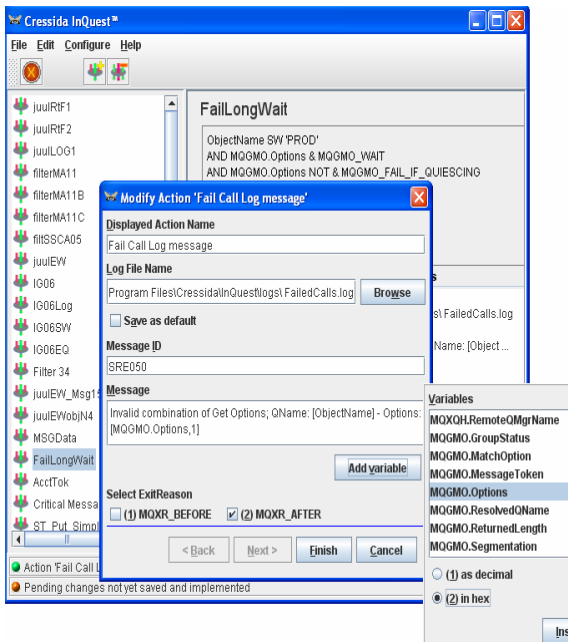 Cressida InQuest™
File Edit Configure Help
juulRtF1
juulRtF2
juulLOG1
filterMA11
filterMA11B
filterMA11C
filtSSCA05
juulEW
IG06
IG06Log
IG06SW
IG06EQ
Filter 34
juulEW_Msg15
juulEWobjN4
MSGData
FailLongWait
AcctTok
Critical Messa
ST_Put_Simpl
FailLongWait
ObjectName SW 'PROD'
AND MQGMO.Options & MQGMO_WAIT
AND MQGMO.Options NOT & MQGMO_FAIL_IF_QUIESCING
s
s\ FailedCalls.log
Name: [Object ...
Modify Action 'Fail Call Log message'
Displayed Action Name
Fail Call Log message
Log File Name
Program Files\Cressida\InQuest\logs\ FailedCalls.log
Browse
Save as default
Message ID
SRE050
Message
Invalid combination of Get Options; QName: [ObjectName] - Options:
[MQGMO.Options,1]
Add variable
Select ExitReason
(1) MQXR_BEFORE (2) MQXR_AFTER
< Back Next > Finish Cancel
Variables
MQXQH.RemoteQMgrName
MQGMO.GroupStatus
MQGMO.MatchOption
MQGMO.MessageToken
MQGMO.Options
MQGMO.ResolvedQName
MQGMO.ReturnedLength
MQGMO.Segmentation
(1) as decimal
(2) in hex
Ins
Action 'Fail Call L
Pending changes not yet saved and implemented